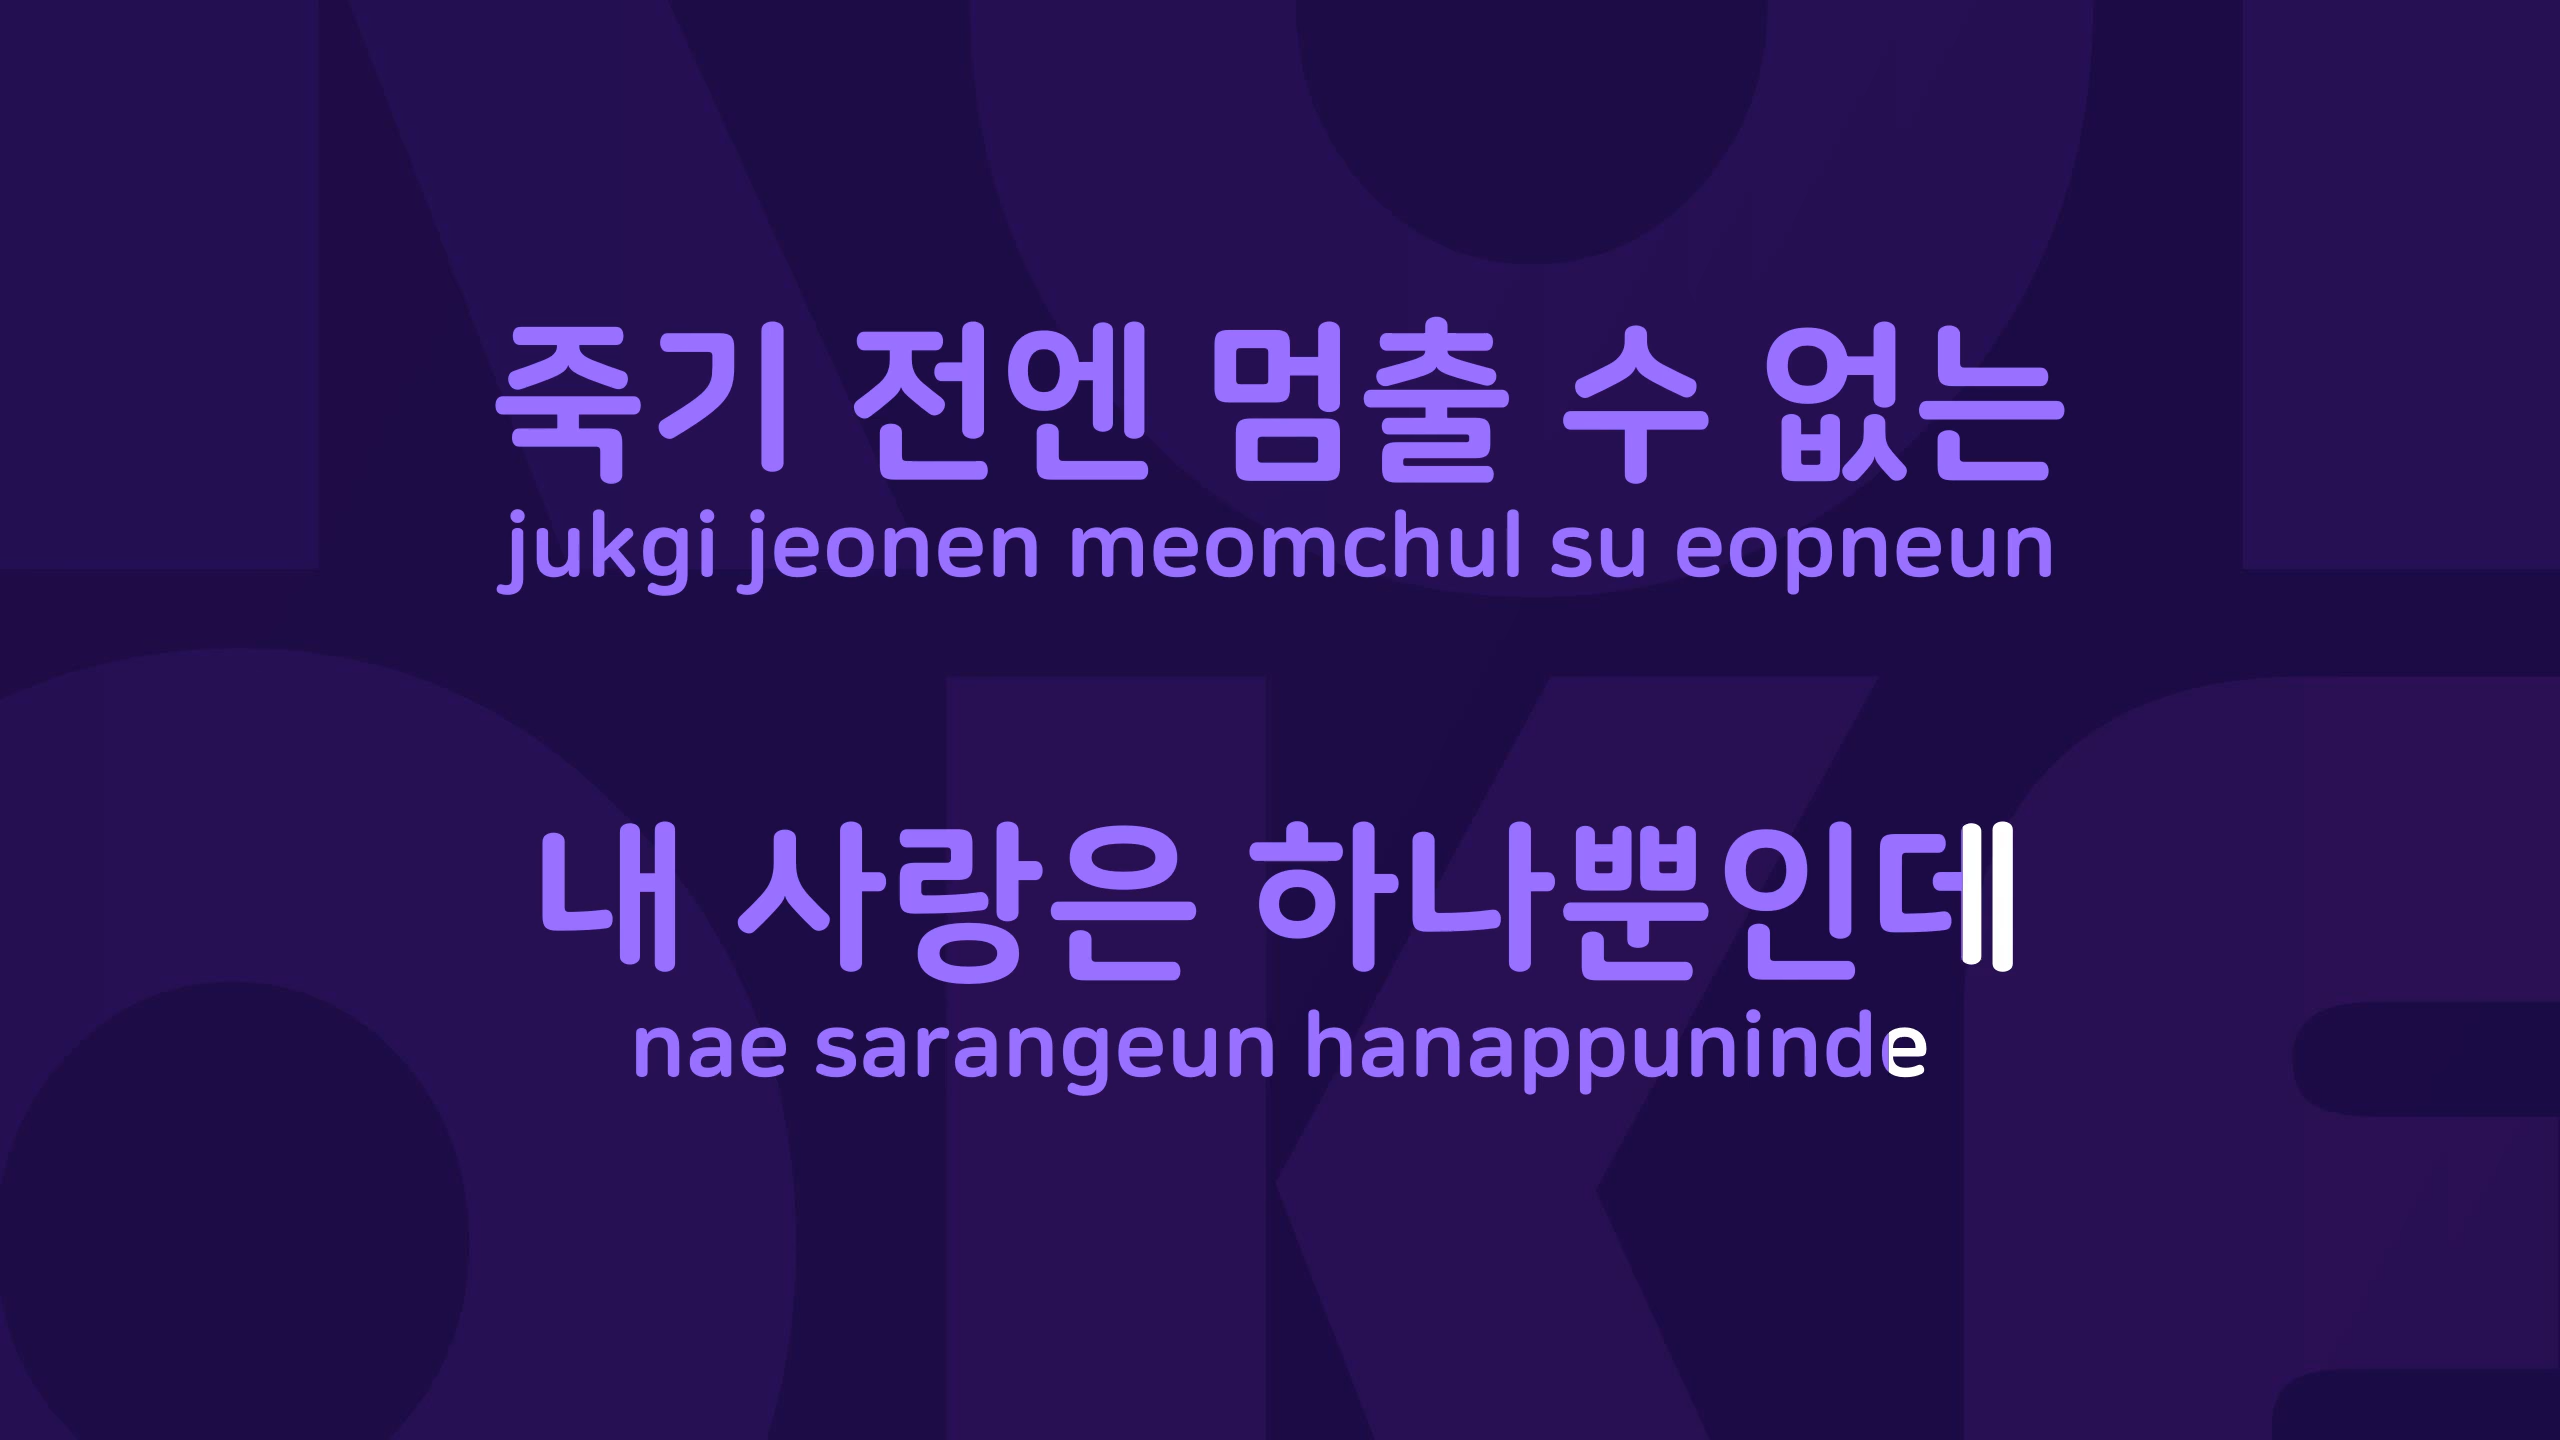 죽기 전엔 멈출 수 없는
jukgi jeonen meomchul su eopneun
내 사랑은 하나뿐인데
nae sarangeun hanappuninde